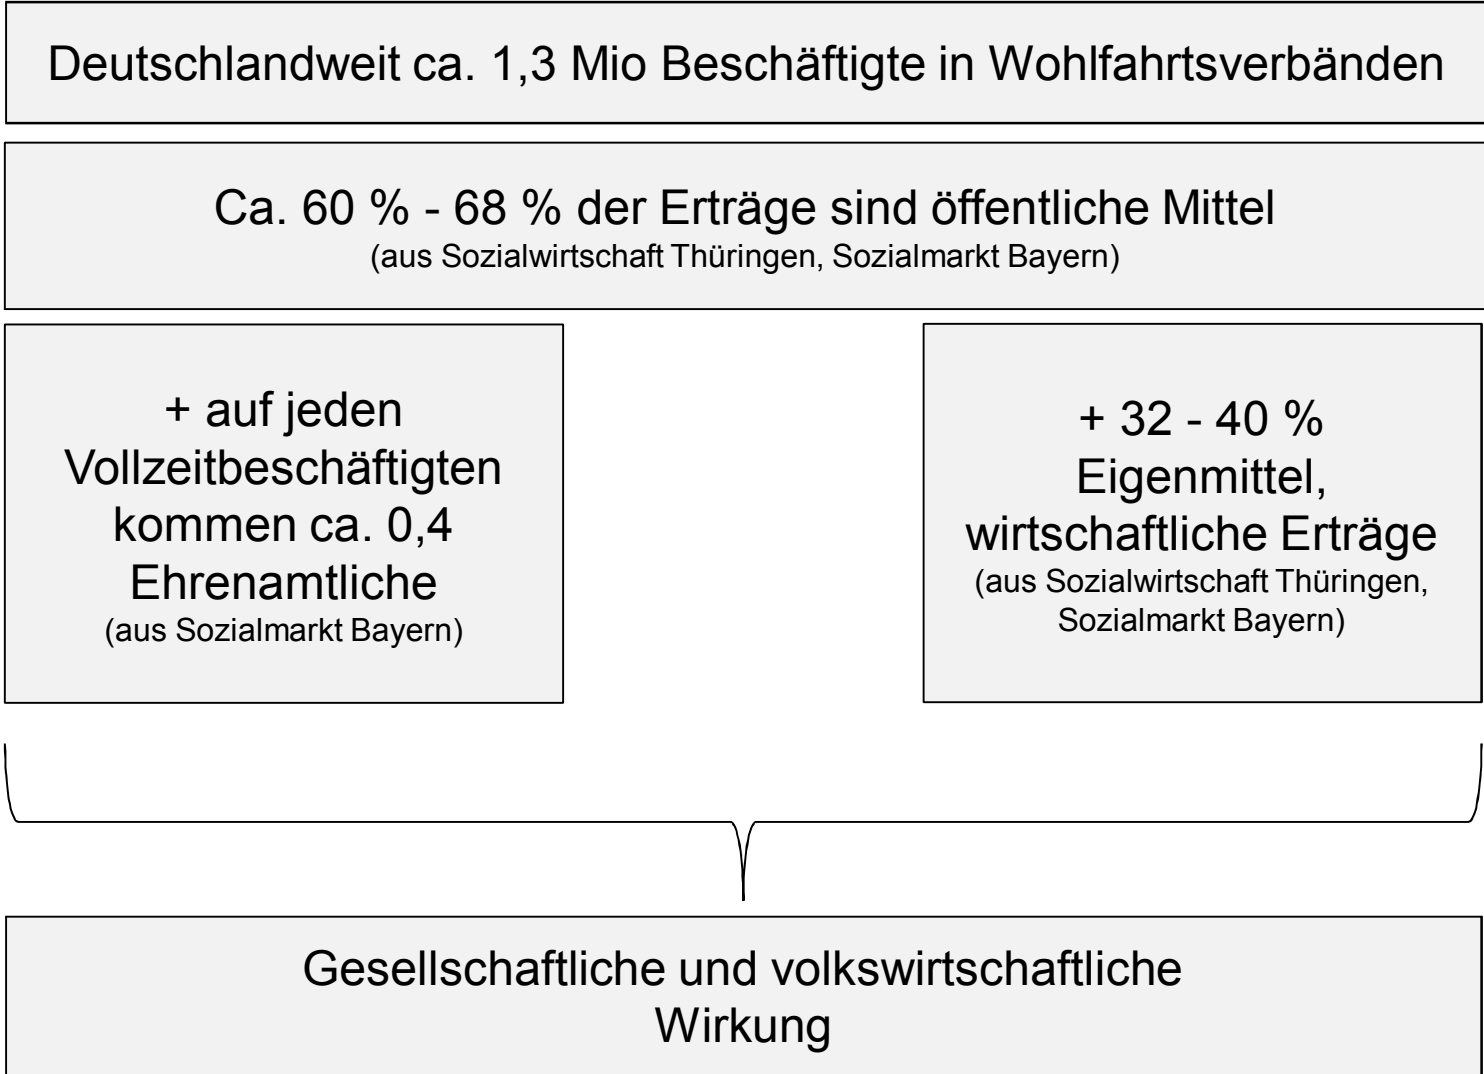 Deutschlandweit ca. 1,3 Mio Beschäftigte in Wohlfahrtsverbänden
Ca. 60 % - 68 % der Erträge sind öffentliche Mittel
(aus Sozialwirtschaft Thüringen, Sozialmarkt Bayern)
+ auf jeden
Vollzeitbeschäftigten
kommen ca. 0,4
Ehrenamtliche
(aus Sozialmarkt Bayern)
+ 32 - 40 %
Eigenmittel,
wirtschaftliche Erträge
(aus Sozialwirtschaft Thüringen,
Sozialmarkt Bayern)
Gesellschaftliche und volkswirtschaftliche
Wirkung